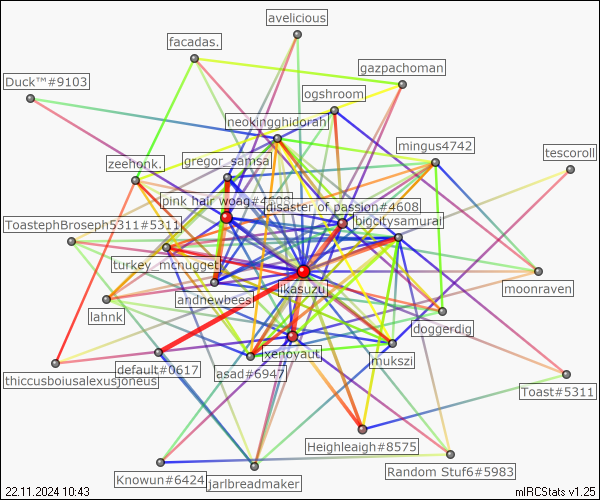 avelicious
facadas.
gazpachoman
Duck™#9103
ogshroom
neokingghidorah
mingus4742
tescoroll
zeehonk.
gregor_samsa
pink hair woag#4608
disaster of passion#4608
bigcitysamurai
ToastephBroseph5311#5311
turkey_mcnugget
likasuzu
moonraven
andnewbees
lahnk
doggerdig
xenoyaut
mukszi
thiccusboiusalexusjoneus
default#0617
asad#6947
Toast#5311
Heighleaigh#8575
Random Stuf6#5983
Knowun#6424
jarlbreadmaker
22.11.2024 10:43
mIRCStats v1.25